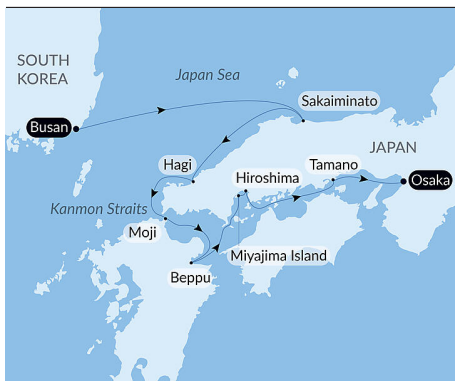 SOUTH
KOREA
Japan Sea
Busan
Sakaiminato
JAPAN
Hagi
Hiroshima
Tamano
Osaka
Kanmon Straits
Moji
Miyajima Island
Beppu